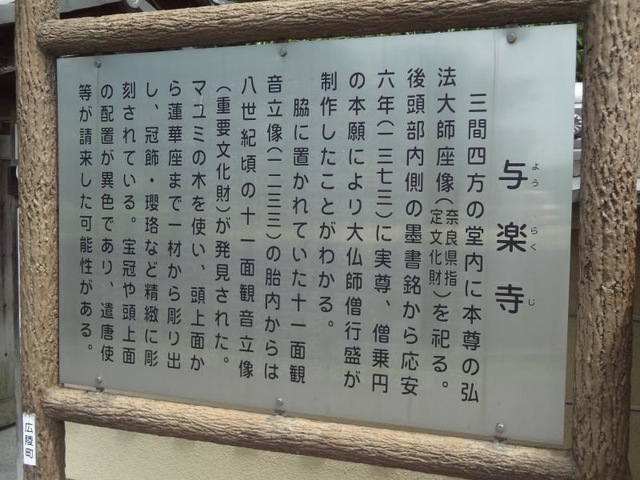 与楽寺
ようらくじ
三間四方の堂内に本尊の弘
法大師座像(奈良県指定文化財)を祀る。
後頭部内側の墨書銘から応安
六年(一三七三)に実尊、僧乗円
の本願により大仏師僧行盛が
制作したことがわかる。
脇に置かれていた十一面観
音立像(一二三三)の胎内からは
八世紀頃の十一面観音立像
(重要文化財)が発見された。
マユミの木を使い、頭上面か
ら蓮華座まで一材から彫り出
し、冠飾・瓔珞など精緻に彫
刻されている。宝冠や頭上面
の配置が異色であり、遣唐使
等が請来した可能性がある。
広陵町